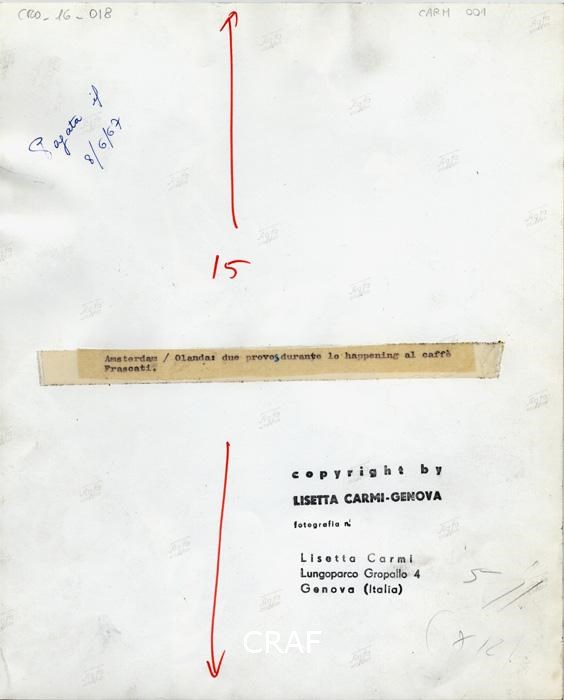 CRO_16_018
CARM 001
Pagata il
8/6/67
15
Amsterdam / Olanda: due provos durante lo happening al caffè
Frascati.
copyright by
LISETTA CARMI-GENOVA
fotografia n.
Lisetta Carmi
Lungoparco Gropallo 4
Genova (Italia)
5
CRAF